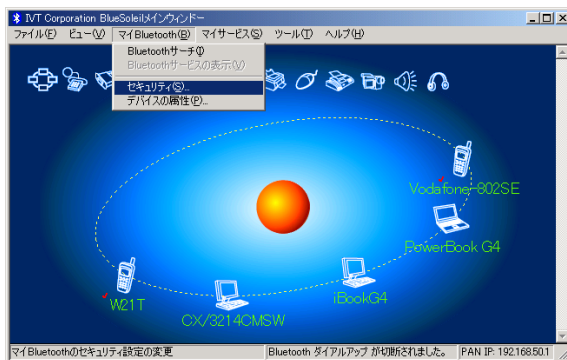 IVT Corporation BlueSoleilメインウィンドー
ファイル(F) ビュー(V) マイBluetooth(B) マイサービス(S) ツール(T) ヘルプ(H)
Bluetoothサーチ(I)
Bluetoothサービスの表示(V)
セキュリティ(S)...
デバイスの属性(P)...
Vodafone-802SE
PowerBook G4
iBookG4
W21T
CX/3214CMSW
マイBluetoothのセキュリティ設定の変更 Bluetooth ダイアルアップ が切断されました。 PAN IP: 192.168.50.1